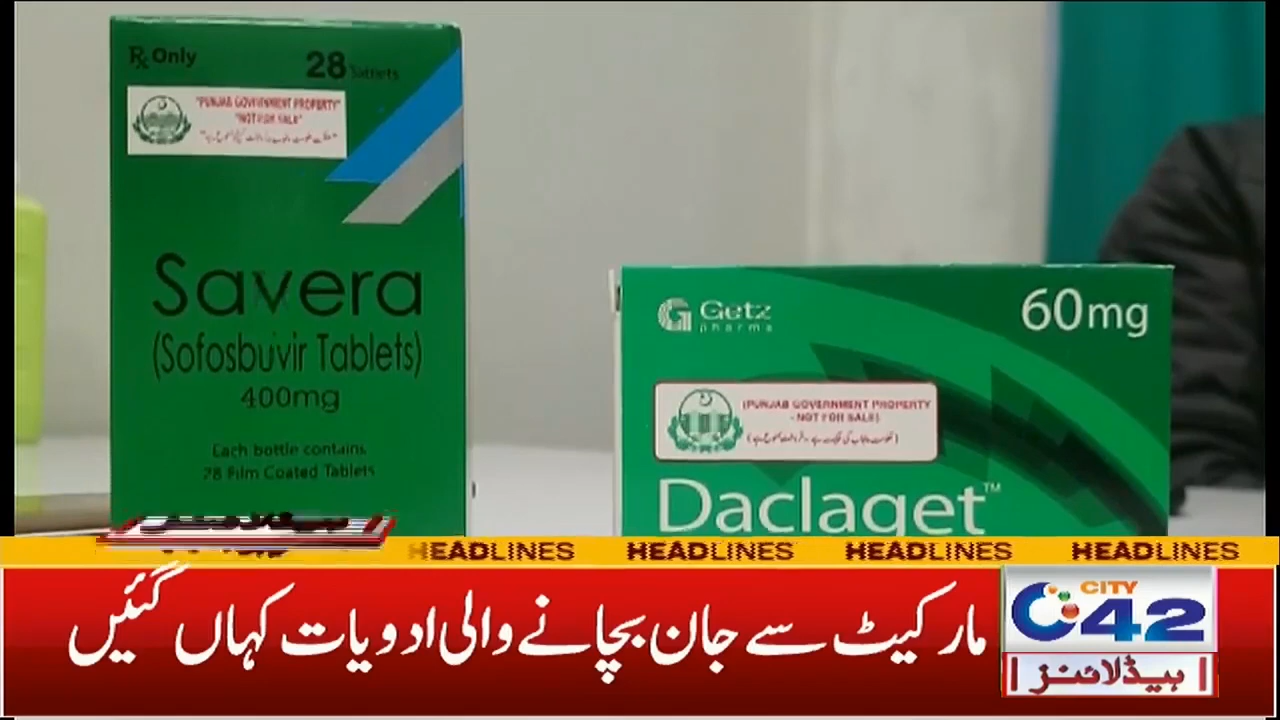 Rx Only
28 Tablets
"PUNJAB GOVERNMENT PROPERTY"
"NOT FOR SALE"
Savera
(Sofosbuvir Tablets)
400mg
Each bottle contains
28 Film Coated Tablets
Getz
pharma
60mg
(PUNJAB GOVERNMENT PROPERTY
- NOT FOR SALE)
Daclaget™
HEADLINES HEADLINES HEADLINES HEADLINES
مارکیٹ سے جان بچانے والی ادویات کہاں گئیں
CITY
42
ہیڈلائنز